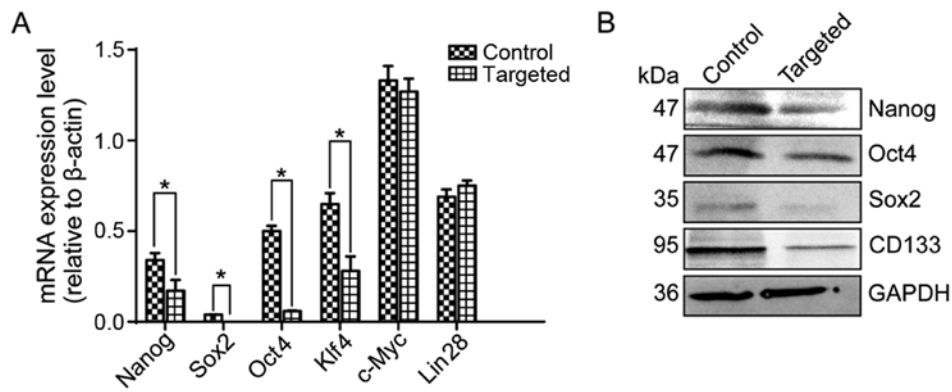 A
mRNA expression level
(relative to β-actin)
1.5
1.0
0.5
0.0
Control
Targeted
*
*
*
*
Nanog
Sox2
Oct4
Klf4
c-Myc
Lin28
B
kDa
Control
Targeted
47
Nanog
47
Oct4
35
Sox2
95
CD133
36
GAPDH